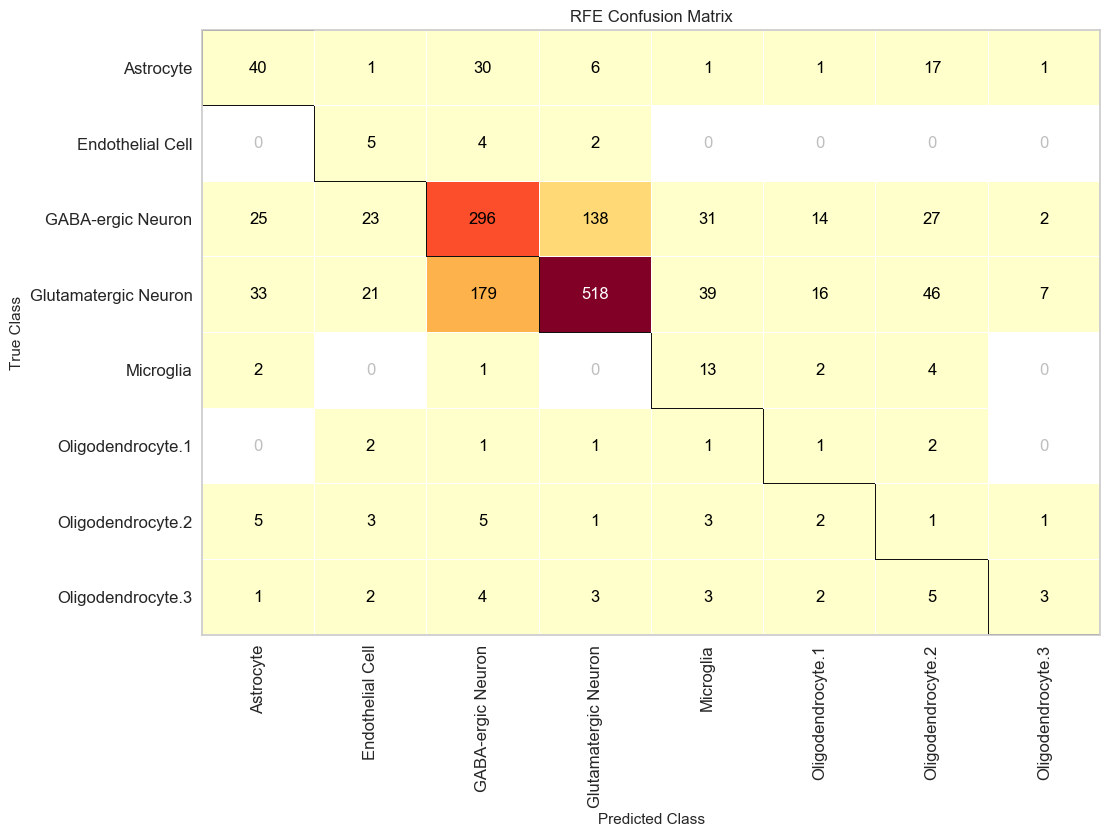 RFE Confusion Matrix
True Class
Astrocyte 40 1 30 6 1 1 17 1
Endothelial Cell 0 5 4 2 0 0 0 0
GABA-ergic Neuron 25 23 296 138 31 14 27 2
Glutamatergic Neuron 33 21 179 518 39 16 46 7
Microglia 2 0 1 0 13 2 4 0
Oligodendrocyte.1 0 2 1 1 1 1 2 0
Oligodendrocyte.2 5 3 5 1 3 2 1 1
Oligodendrocyte.3 1 2 4 3 3 2 5 3
Astrocyte
Endothelial Cell
GABA-ergic Neuron
Glutamatergic Neuron
Microglia
Oligodendrocyte.1
Oligodendrocyte.2
Oligodendrocyte.3
Predicted Class